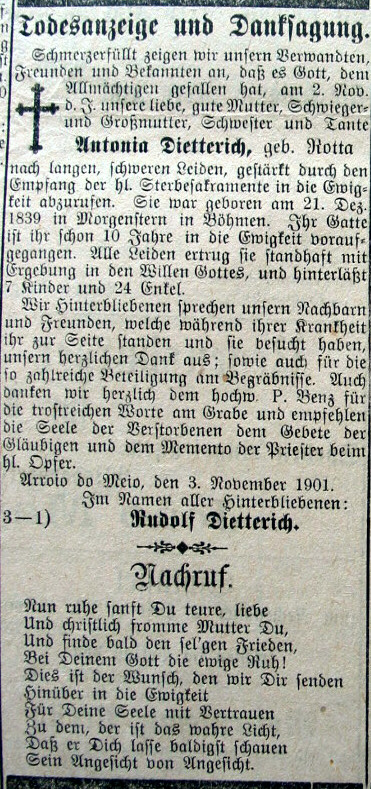 Todesanzeige und Danksagung.
Schmerzerfüllt zeigen wir unsern Verwandten,
Freunden und Bekannten an, daß es Gott, dem
Allmächtigen gefallen hat, am 2. Nov.
d. J. unsere liebe, gute Mutter, Schwieger-
und Großmutter, Schwester und Tante
Antonia Dietterich, geb. Rotta
nach langen, schweren Leiden, gestärkt durch den
Empfang der hl. Sterbesakramente in die Ewig-
keit abzurufen. Sie war geboren am 21. Dez.
1839 in Morgenstern in Böhmen. Ihr Gatte
ist ihr schon 10 Jahre in die Ewigkeit vorauf-
gegangen. Alle Leiden ertrug sie standhaft mit
Ergebung in den Willen Gottes, und hinterläßt
7 Kinder und 24 Enkel.
Wir Hinterbliebenen sprechen unsern Nachbarn
und Freunden, welche während ihrer Krankheit
ihr zur Seite standen und sie besucht haben,
unsern herzlichen Dank aus; sowie auch für die
so zahlreiche Beteiligung am Begräbnisse. Auch
danken wir herzlich dem hochw. P. Benz für
die trostreichen Worte am Grabe und empfehlen
die Seele der Verstorbenen dem Gebete der
Gläubigen und dem Memento der Priester beim
hl. Opfer.
Arroio do Meio, den 3. November 1901.
Im Namen aller Hinterbliebenen:
3—1) Rudolf Dietterich.
Nachruf.
Nun ruhe sanft Du teure, liebe
Und christlich fromme Mutter Du,
Und finde bald den sel'gen Frieden,
Bei Deinem Gott die ewige Ruh!
Dies ist der Wunsch, den wir Dir senden
Hinüber in die Ewigkeit
Für Deine Seele mit Vertrauen
Zu dem, der ist das wahre Licht,
Daß er Dich lasse baldigst schauen
Sein Angesicht von Angesicht.